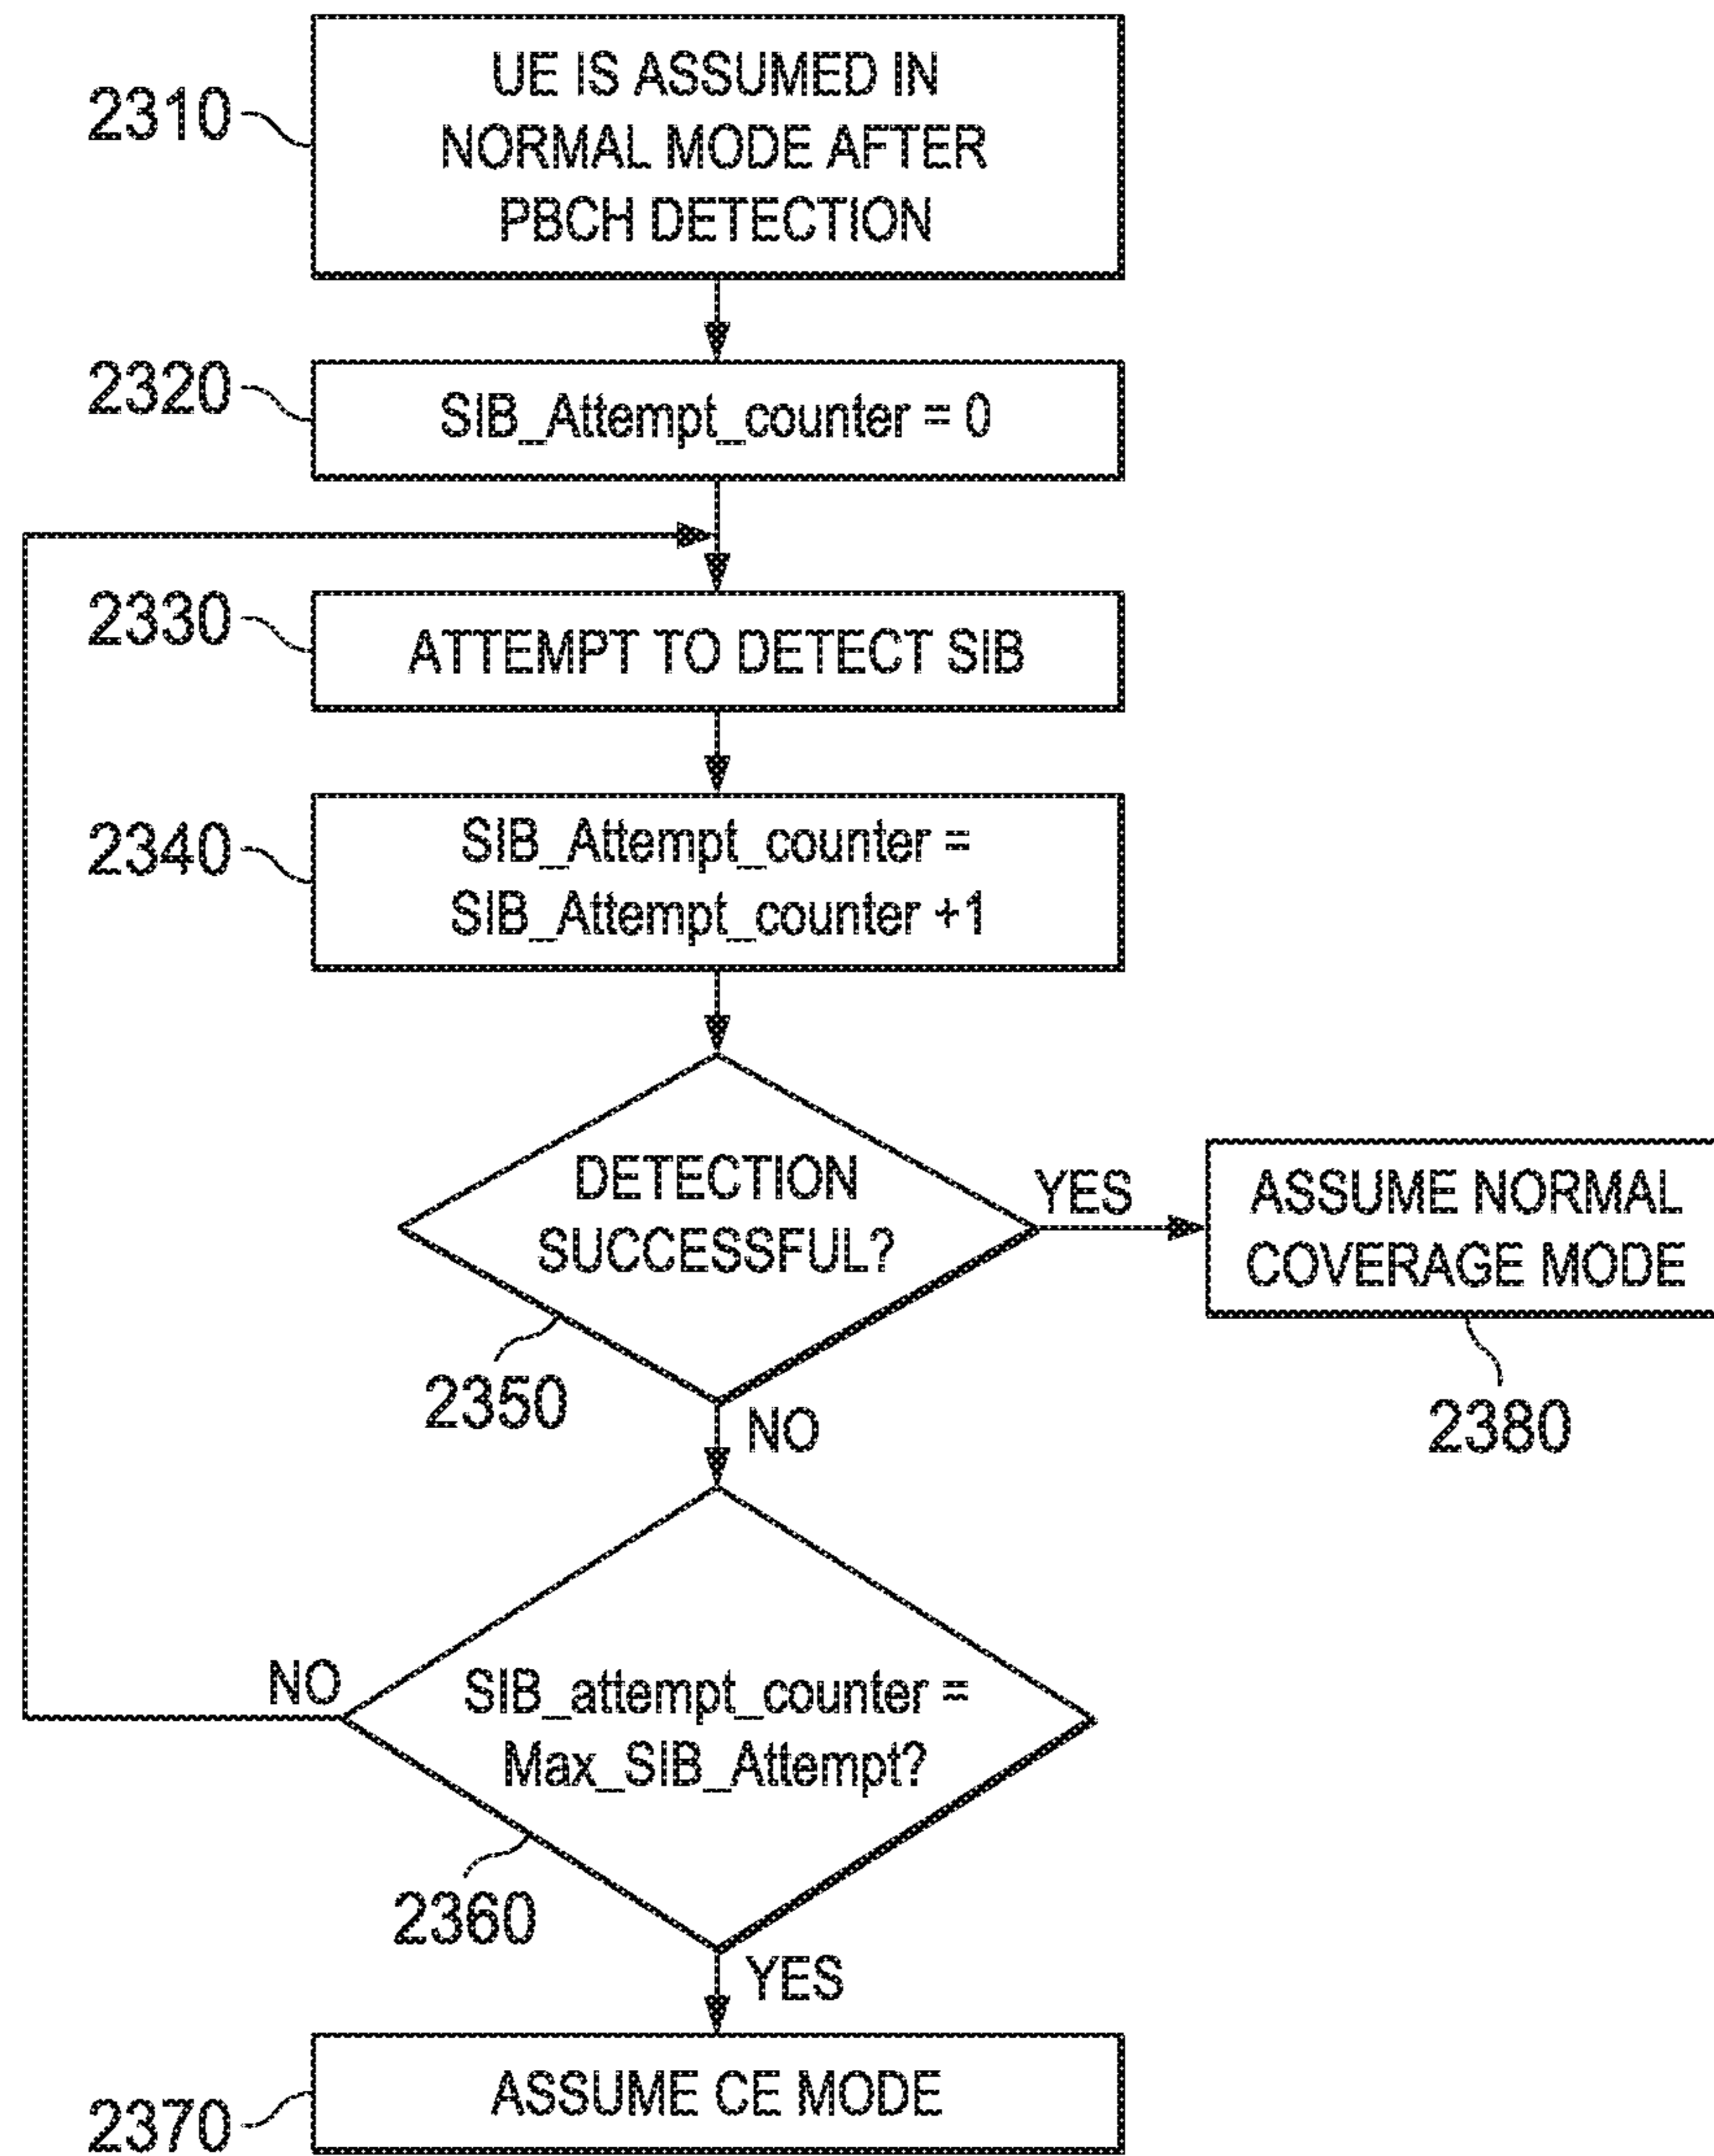 2310
UE IS ASSUMED IN
NORMAL MODE AFTER
PBCH DETECTION
2320
SIB_Attempt_counter = 0
2330
ATTEMPT TO DETECT SIB
2340
SIB_Attempt_counter =
SIB_Attempt_counter +1
DETECTION
SUCCESSFUL?
YES
ASSUME NORMAL
COVERAGE MODE
2350
NO
2380
NO
SIB_attempt_counter =
Max_SIB_Attempt?
2360
YES
2370
ASSUME CE MODE